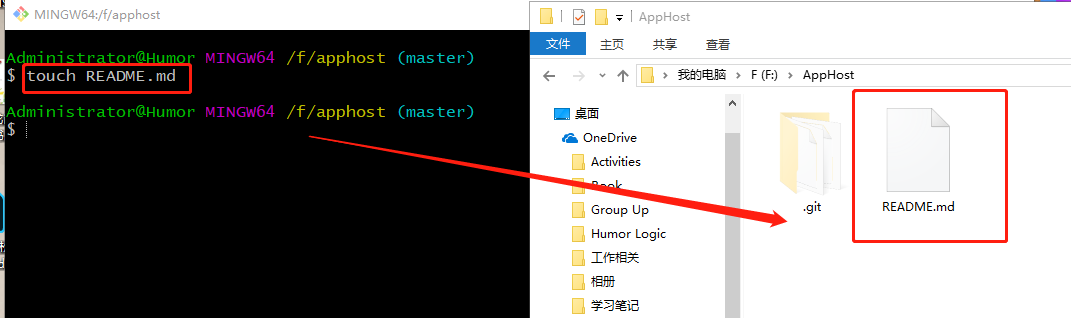 MINGW64:/f/apphost
Administrator@Humor MINGW64 /f/apphost (master)
$ touch README.md
Administrator@Humor MINGW64 /f/apphost (master)
$
AppHost
文件 主页 共享 查看
我的电脑 F (F:) AppHost
桌面
OneDrive
Activities
Book
Group Up
Humor Logic
工作相关
相册
学习笔记
.git
README.md